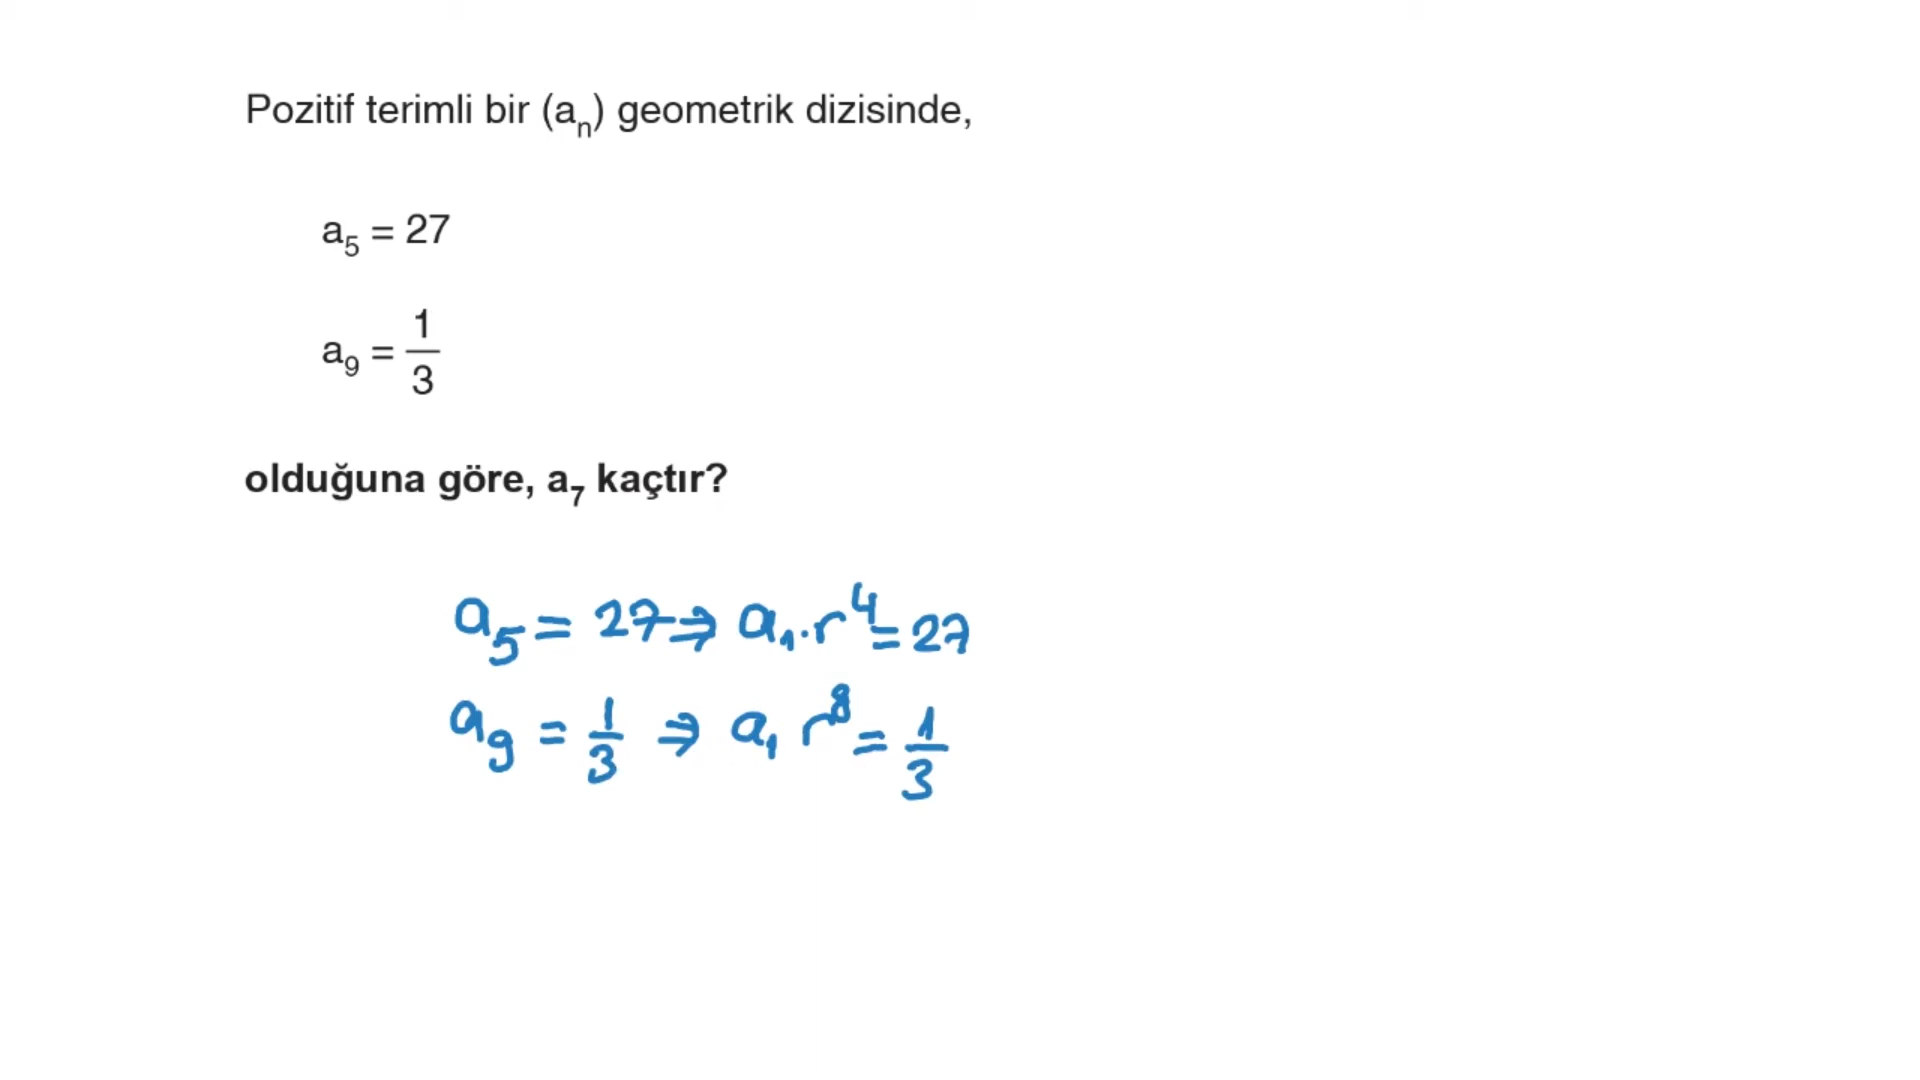 Pozitif terimli bir (aₙ) geometrik dizisinde,
a₅ = 27
a₉ = 1/3
olduğuna göre, a₇ kaçtır?
a₅ = 27 ⇒ a₁·r⁴ = 27
a₉ = 1/3 ⇒ a₁ r⁸ = 1/3